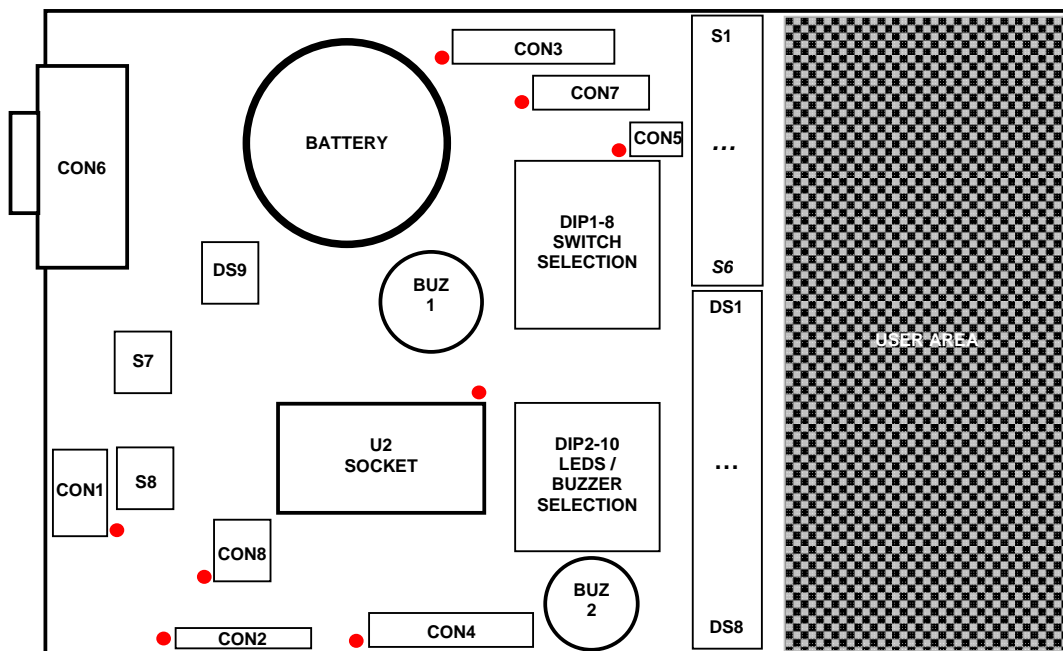 CON3
S1
CON7
CON5
BATTERY
...
CON6
DIP1-8
SWITCH
SELECTION
DS9
S6
BUZ
1
DS1
S7
USER AREA
U2
SOCKET
DIP2-10
LEDS /
BUZZER
SELECTION
...
CON1
S8
CON8
BUZ
2
CON2
CON4
DS8